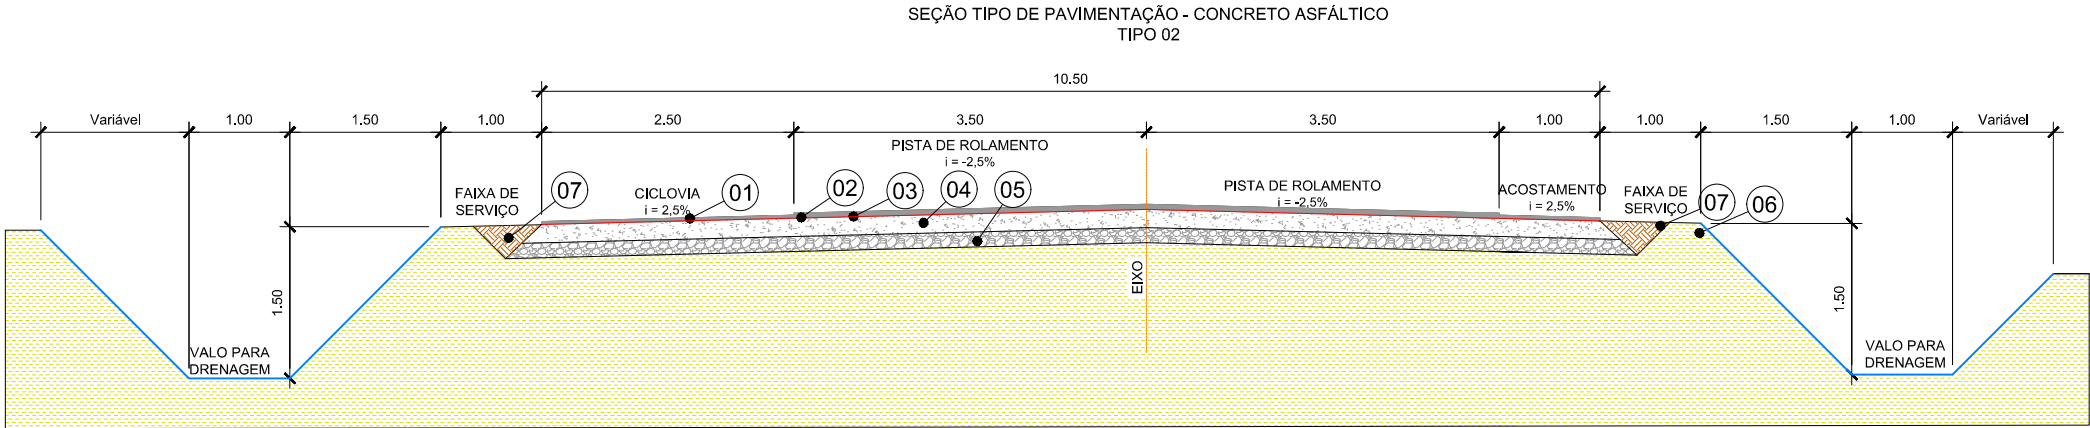 SEÇÃO TIPO DE PAVIMENTAÇÃO - CONCRETO ASFÁLTICO
TIPO 02
10.50
Variável 1.00 1.50 1.00 2.50 3.50 3.50 1.00 1.00 1.50 1.00 Variável
PISTA DE ROLAMENTO
i = -2,5%
FAIXA DE
SERVIÇO
07
CICLOVIA
i = 2,5%
01
02
03
04
05
PISTA DE ROLAMENTO
i = -2,5%
ACOSTAMENTO
i = 2,5%
FAIXA DE
SERVIÇO
07
06
1.50
EIXO
1.50
VALO PARA
DRENAGEM
VALO PARA
DRENAGEM